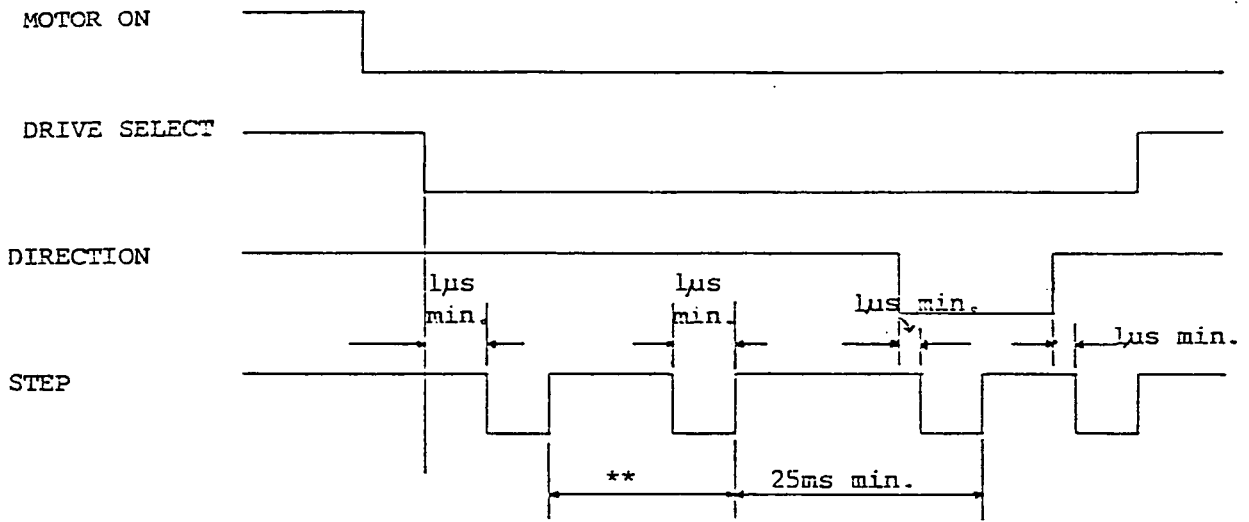 MOTOR ON
DRIVE SELECT
DIRECTION
1µs
min.
1µs
min.
1µs min.
1µs min.
STEP
**
25ms min.